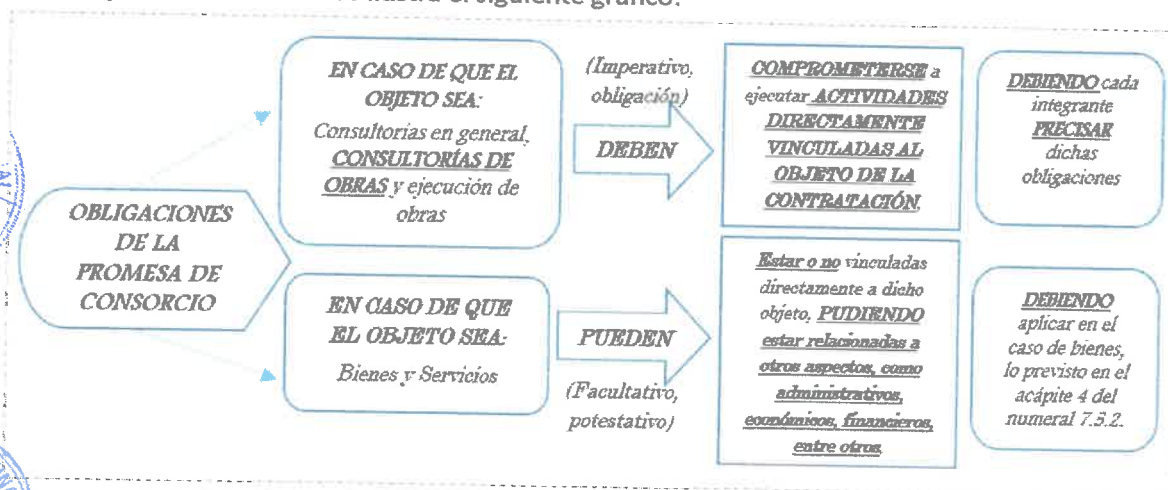 siguiente gráfico:
OBLIGACIONES
DE LA
PROMESA DE
CONSORCIO
EN CASO DE QUE EL
OBJETO SEA:
Consultorías en general,
CONSULTORÍAS DE
OBRAS y ejecución de
obras
(Imperativo,
obligación)
DEBEN
COMPROMETERSE a
ejecutar ACTIVIDADES
DIRECTAMENTE
VINCULADAS AL
OBJETO DE LA
CONTRATACIÓN.
DEBIENDO cada
integrante
PRECISAR
dichas
obligaciones
EN CASO DE QUE
EL OBJETO SEA:
Bienes y Servicios
PUEDEN
(Facultativo,
potestativo)
Estar o no vinculadas
directamente a dicho
objeto, PUDIENDO
estar relacionadas a
otros aspectos, como
administrativos,
económicos, financieros,
entre otros.
DEBIENDO
aplicar en el
caso de bienes,
lo previsto en el
acápite 4 del
numeral 7.5.2.